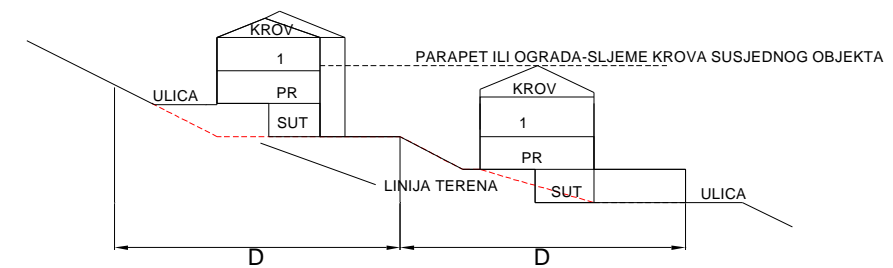 KROV
1
PARAPET ILI OGRADA-SLJEME KROVA SUSJEDNOG OBJEKTA
ULICA
PR
KROV
SUT
1
PR
LINIJA TERENA
SUT
ULICA
D
D